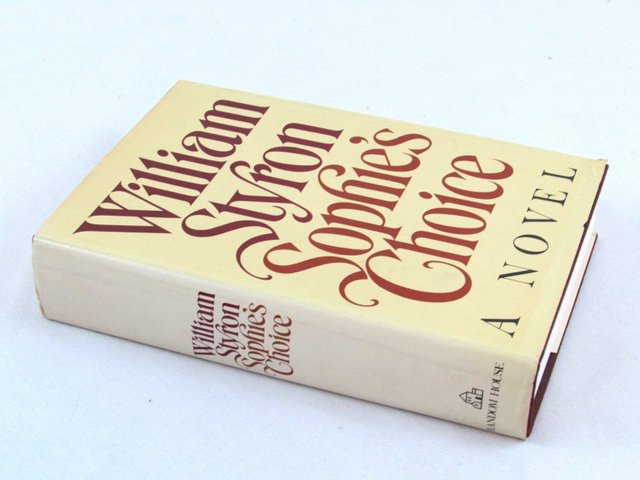 William
Styron
Sophie's
Choice
A NOVEL
William
Styron
Sophie's
Choice
RANDOM HOUSE